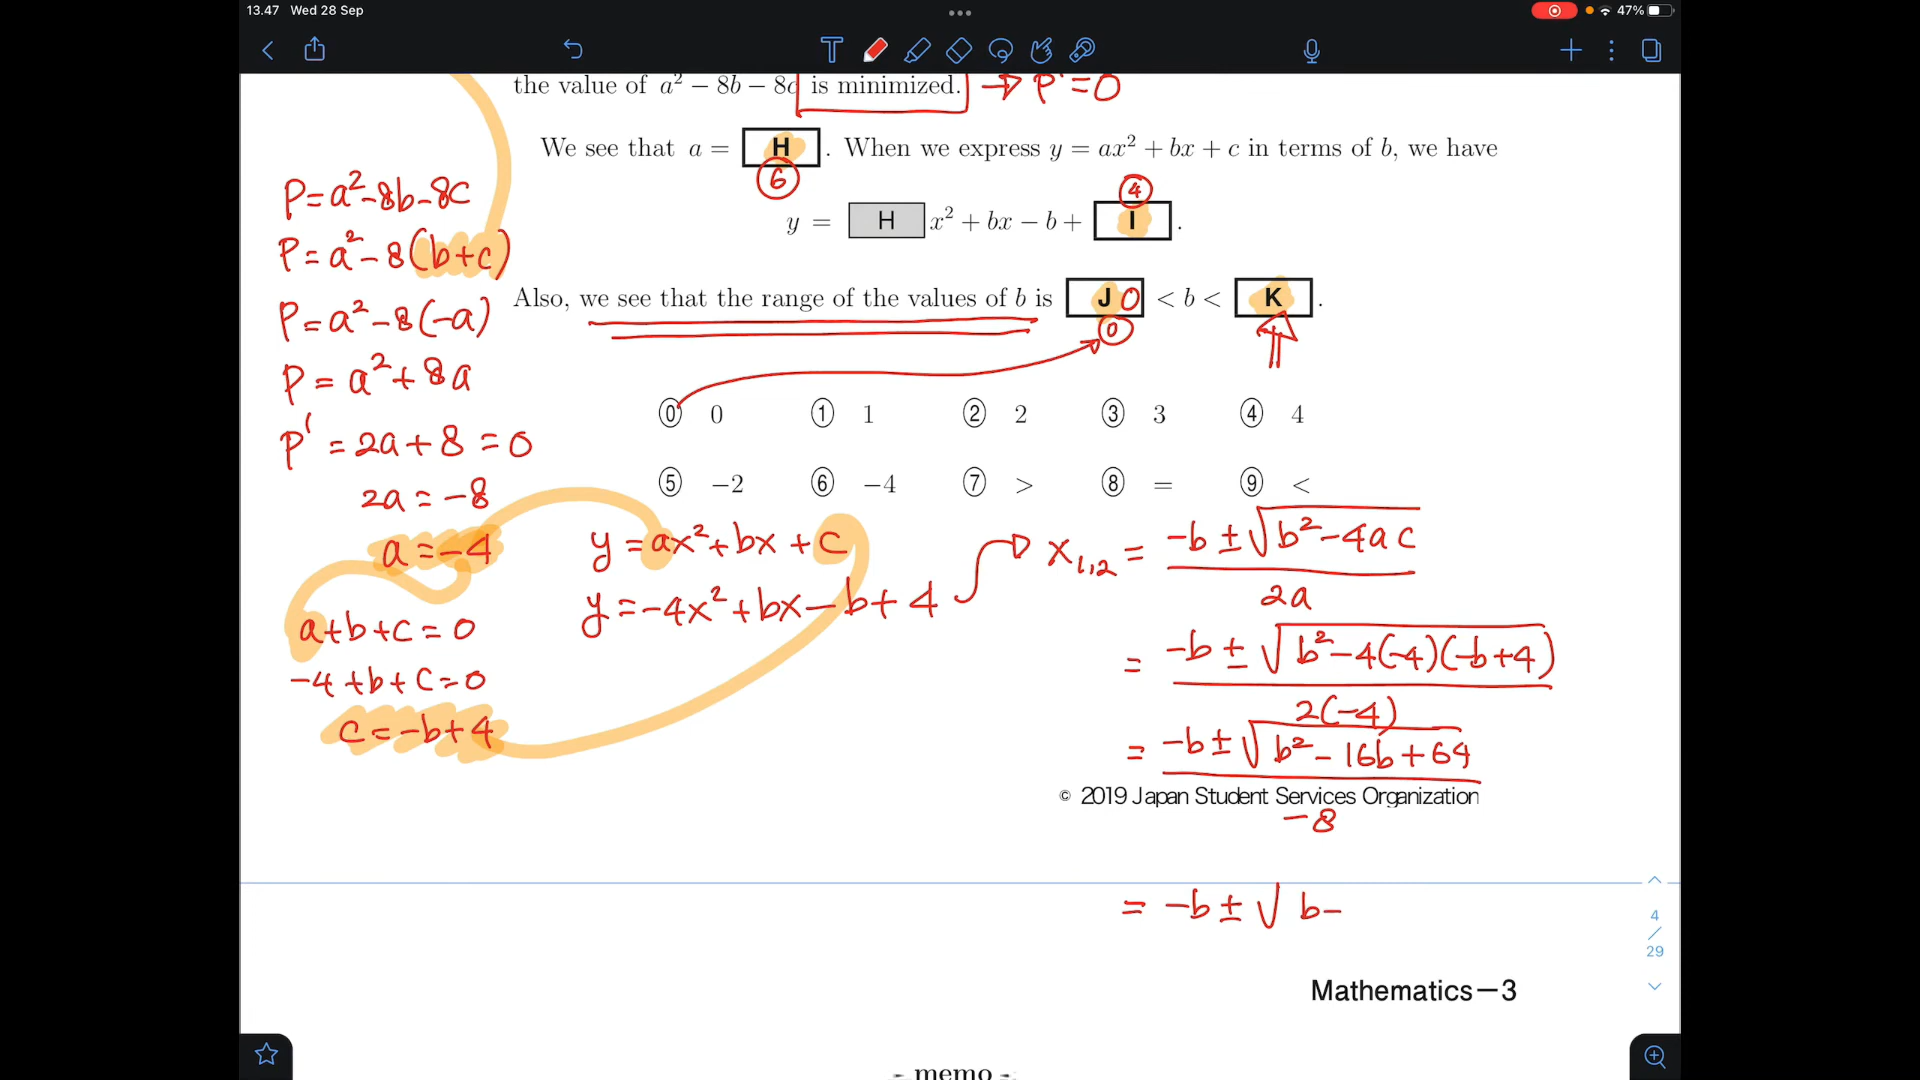 13.47 Wed 28 Sep
47%
the value of a² − 8b − 8c is minimized. → P' = 0
We see that a = H . When we express y = ax² + bx + c in terms of b, we have
6
4
y = H x² + bx − b + I .
Also, we see that the range of the values of b is J 0 < b < K .
0
⓪ 0 ① 1 ② 2 ③ 3 ④ 4
⑤ −2 ⑥ −4 ⑦ > ⑧ = ⑨ <
P = a² - 8b - 8c
P = a² - 8(b+c)
P = a² - 8(-a)
P = a² + 8a
P' = 2a + 8 = 0
2a = -8
a = -4
a + b + c = 0
-4 + b + c = 0
c = -b + 4
y = ax² + bx + c
y = -4x² + bx - b + 4
x₁,₂ = -b ± √b² - 4ac
2a
= -b ± √b² - 4(-4)(-b+4)
2(-4)
= -b ± √b² - 16b + 64
© 2019 Japan Student Services Organization
-8
= -b ± √b -
4
/
29
Mathematics−3
- memo -